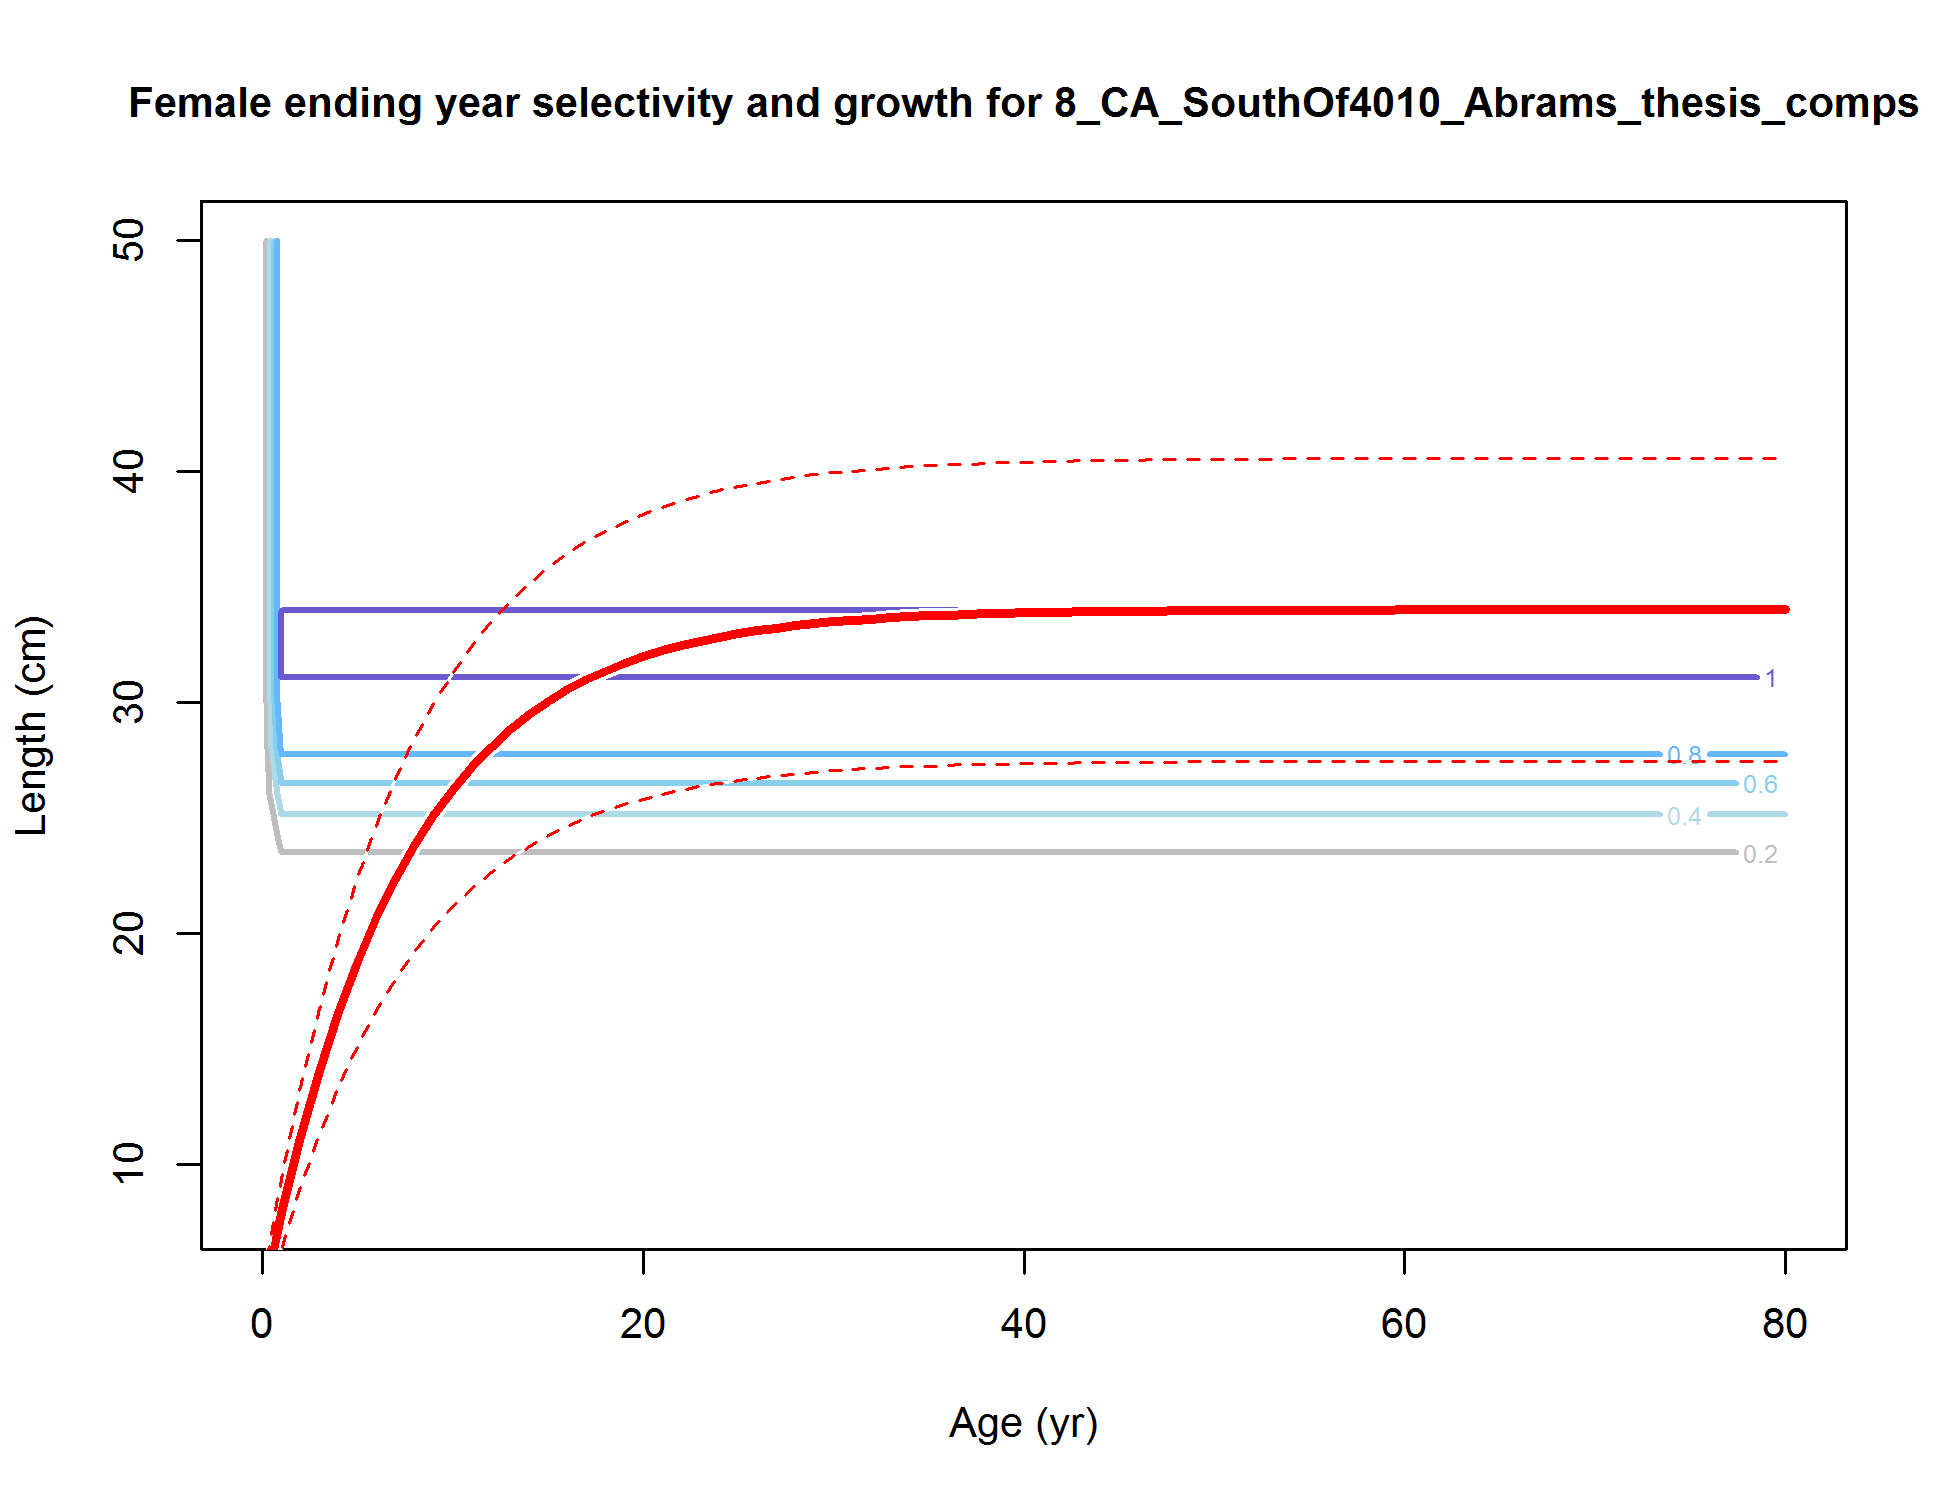 Female ending year selectivity and growth for 8_CA_SouthOf4010_Abrams_thesis_comps
50
40
30
20
10
Length (cm)
1
0.8
0.6
0.4
0.2
0 20 40 60 80
Age (yr)